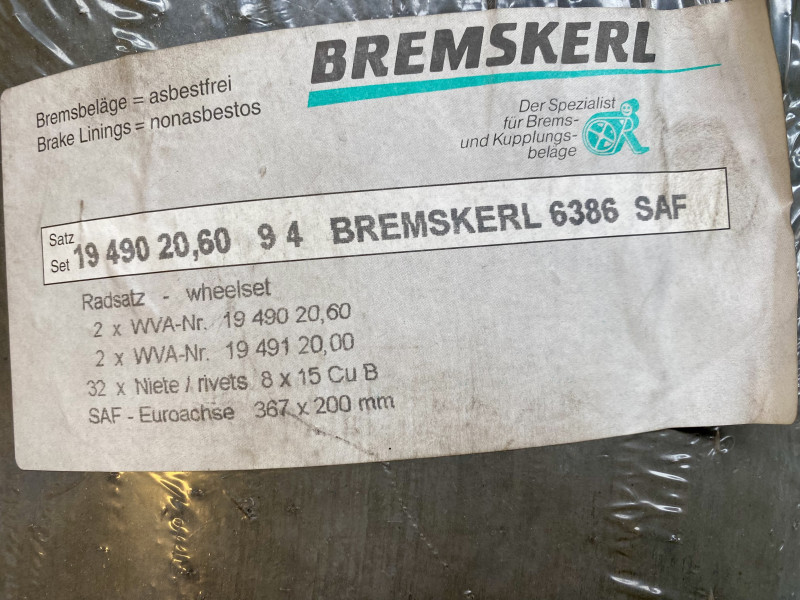 BREMSKERL
Bremsbeläge = asbestfrei
Brake Linings = nonasbestos
Der Spezialist
für Brems-
und Kupplungs-
beläge
Satz
Set 19 490 20,60 9 4 BREMSKERL 6386 SAF
Radsatz - wheelset
2 x WVA-Nr. 19 490 20,60
2 x WVA-Nr. 19 491 20,00
32 x Niete / rivets 8 x 15 Cu B
SAF - Euroachse 367 x 200 mm